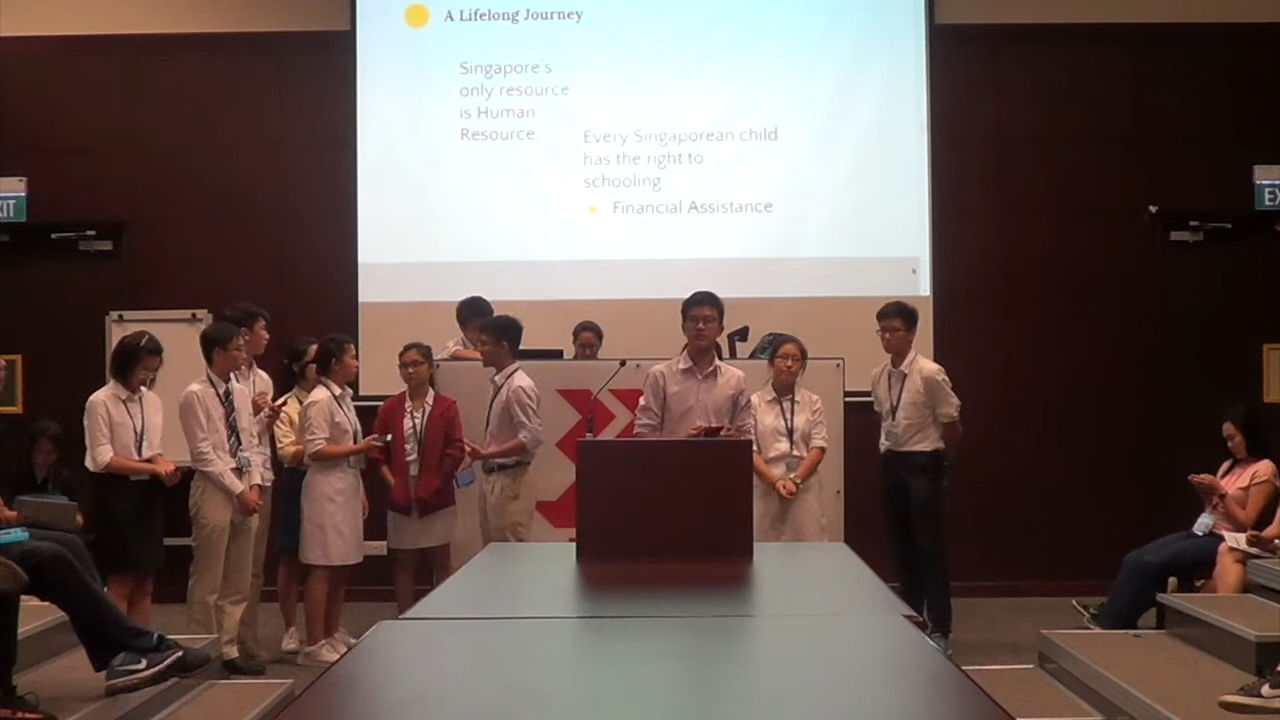 A Lifelong Journey
Singapore's
only resource
is Human
Resource.
Every Singaporean child
has the right to
schooling
Financial Assistance
XIT
EX